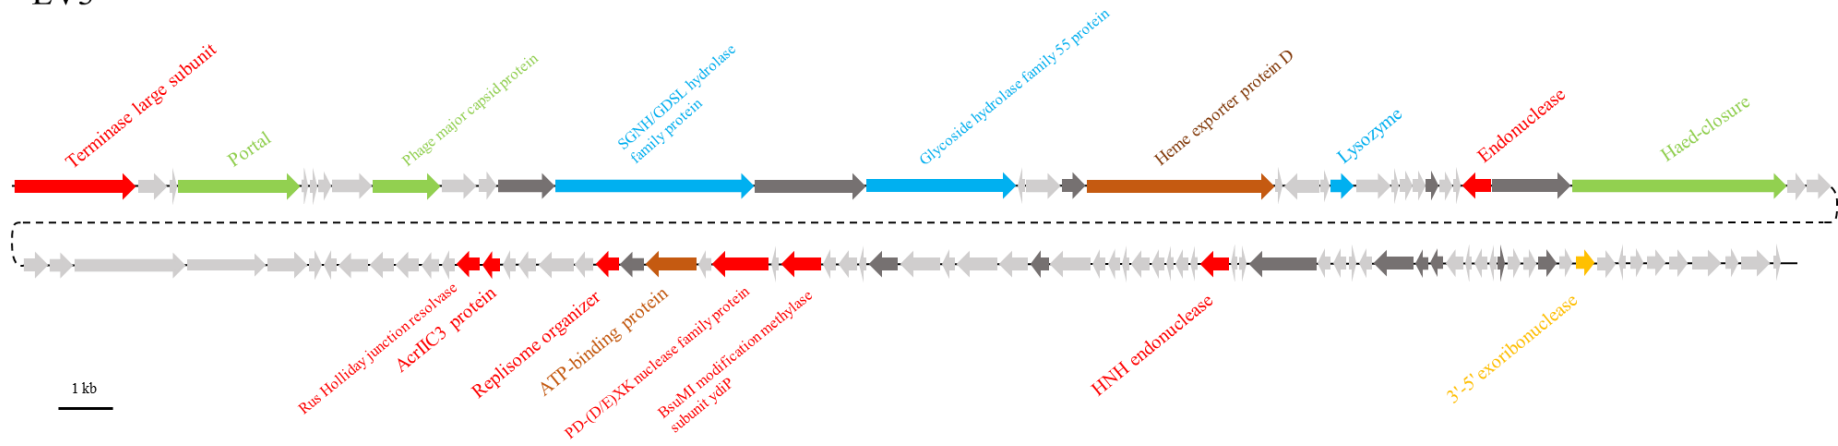 Terminase large subunit
Portal
Phage major capsid protein
SGNH/GDSL hydrolase
family protein
Glycoside hydrolase family 55 protein
Heme exporter protein D
Lysozyme
Endonuclease
Haed-closure
Rus Holliday junction resolvase
AcrIIC3 protein
Replisome organizer
ATP-binding protein
PD-(D/E)XK nuclease family protein
BsuMI modification methylase
subunit ydiP
HNH endonuclease
3'-5' exoribonuclease
1 kb